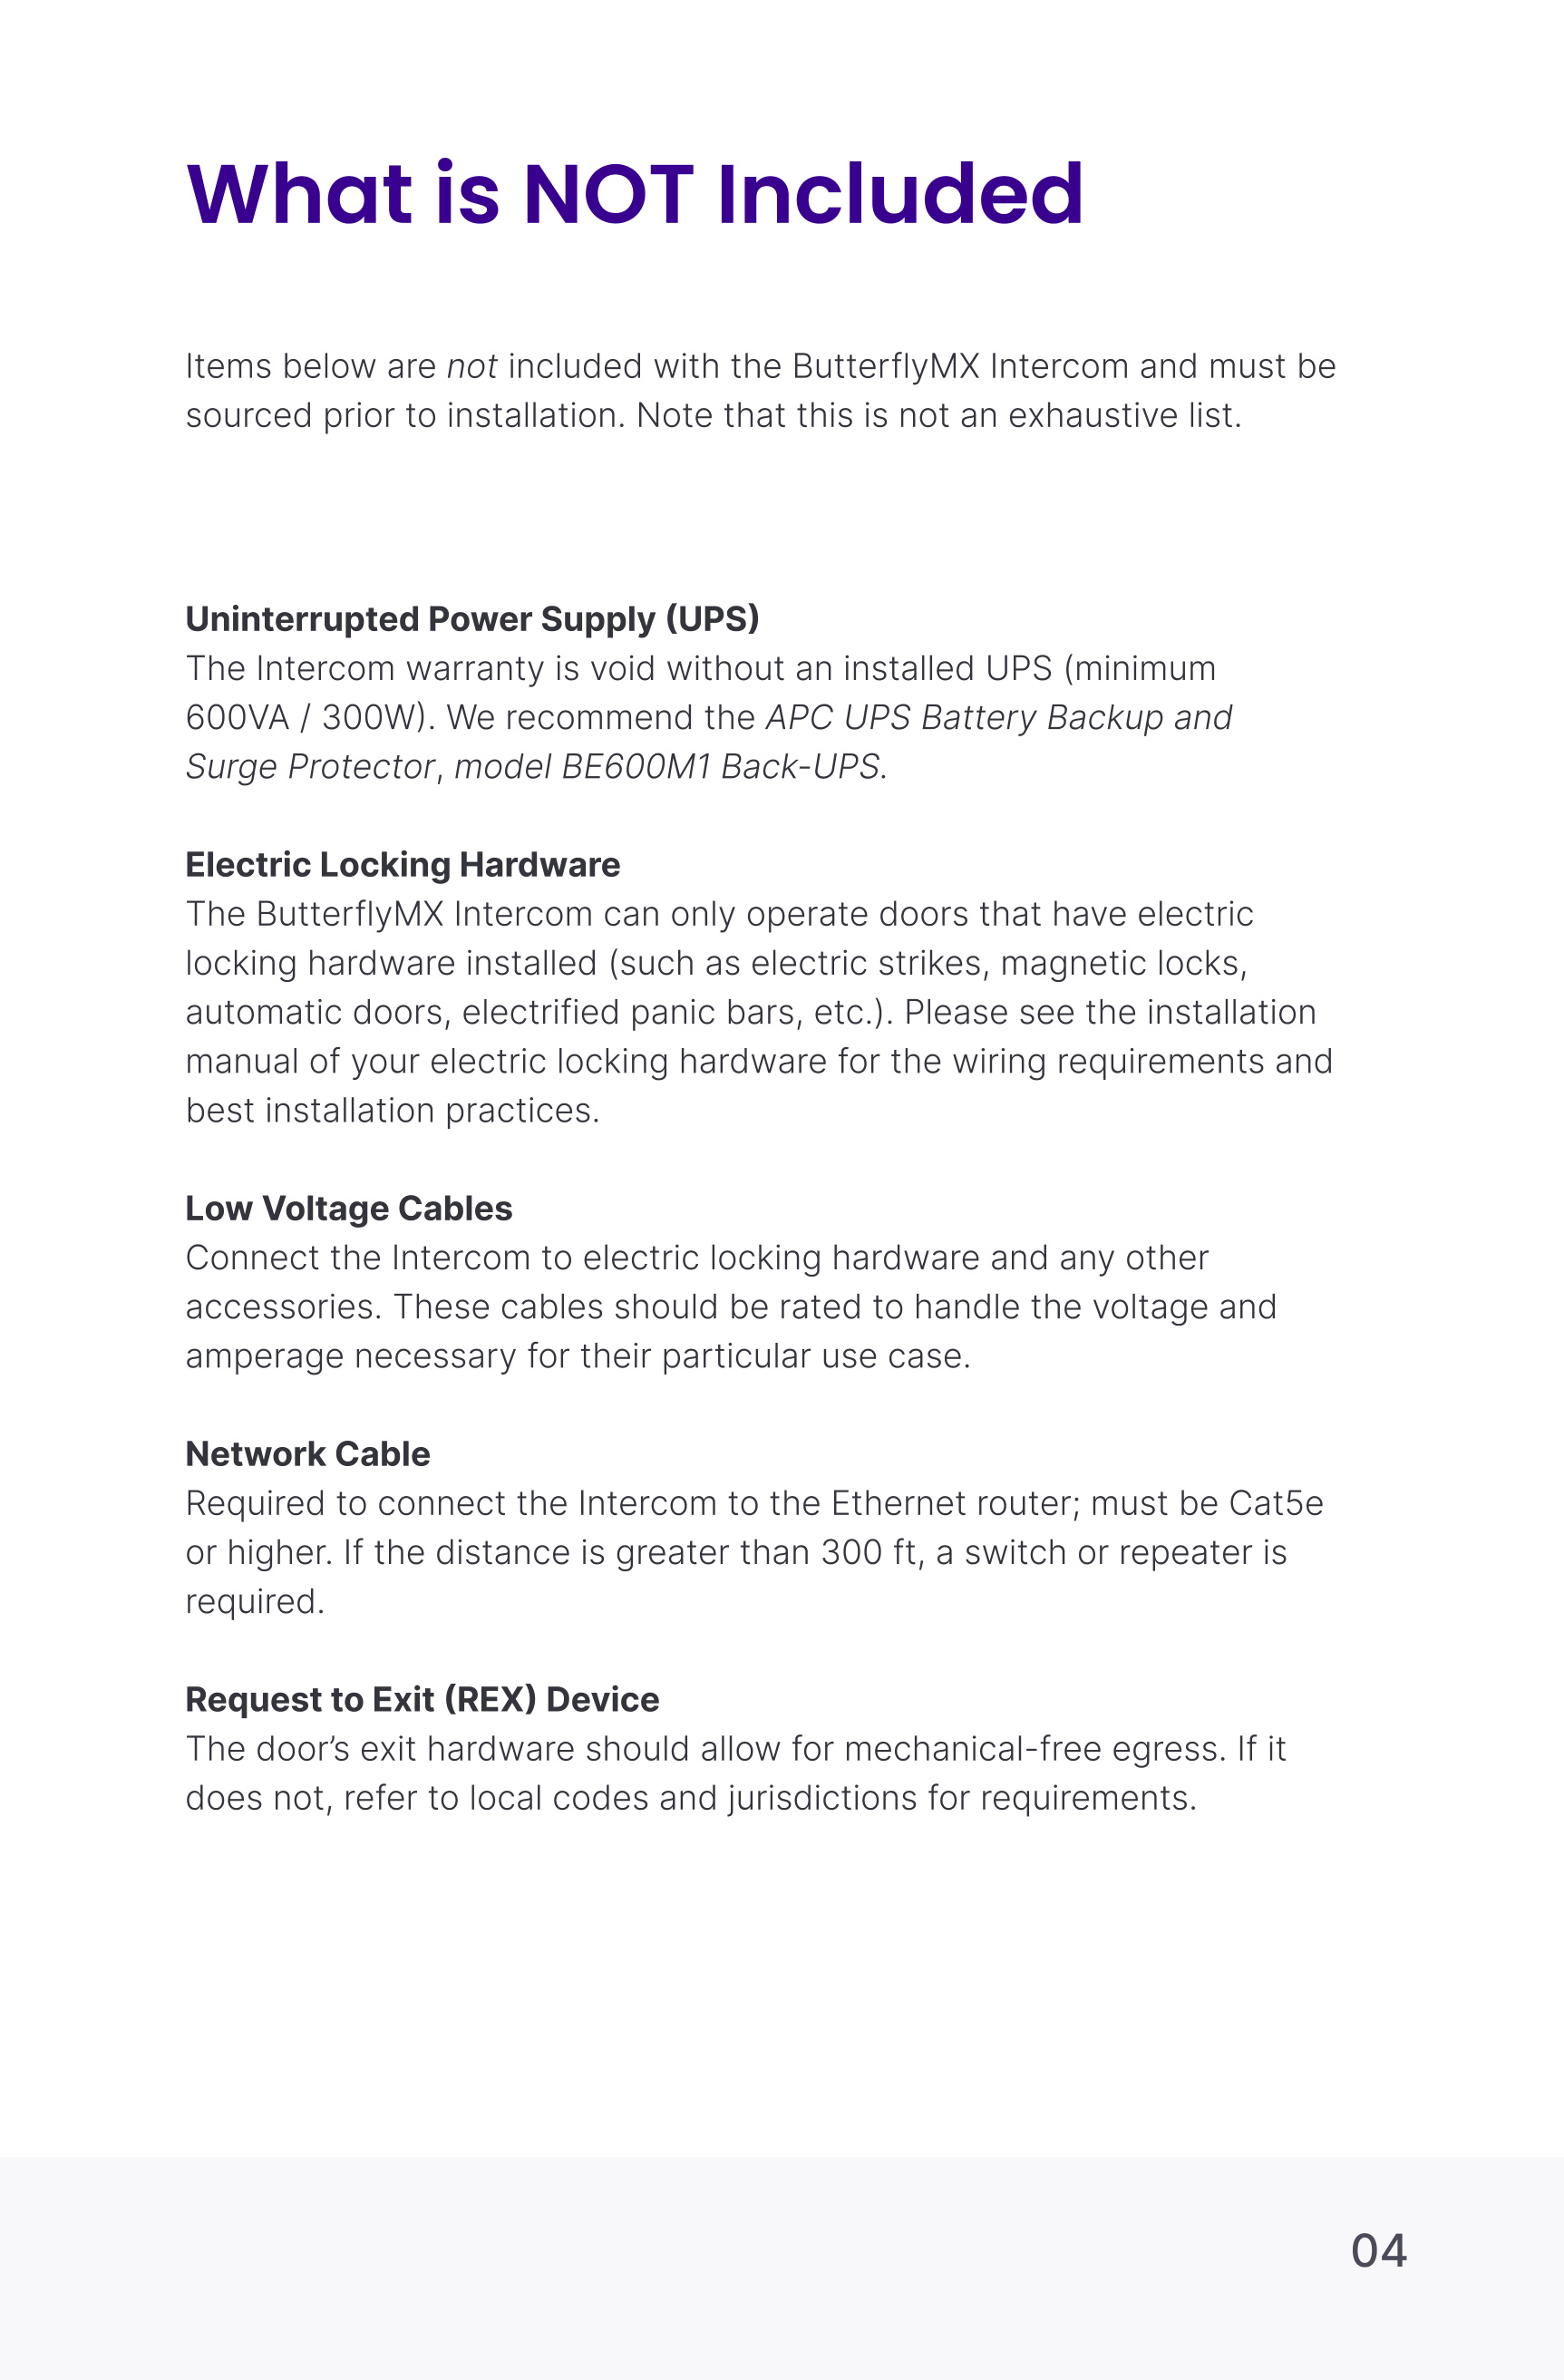 What is NOT Included
Items below are not included with the ButterflyMX Intercom and must be
sourced prior to installation. Note that this is not an exhaustive list.
Uninterrupted Power Supply (UPS)
The Intercom warranty is void without an installed UPS (minimum
600VA / 300W). We recommend the APC UPS Battery Backup and
Surge Protector, model BE600M1 Back-UPS.
Electric Locking Hardware
The ButterflyMX Intercom can only operate doors that have electric
locking hardware installed (such as electric strikes, magnetic locks,
automatic doors, electrified panic bars, etc.). Please see the installation
manual of your electric locking hardware for the wiring requirements and
best installation practices.
Low Voltage Cables
Connect the Intercom to electric locking hardware and any other
accessories. These cables should be rated to handle the voltage and
amperage necessary for their particular use case.
Network Cable
Required to connect the Intercom to the Ethernet router; must be Cat5e
or higher. If the distance is greater than 300 ft, a switch or repeater is
required.
Request to Exit (REX) Device
The door’s exit hardware should allow for mechanical-free egress. If it
does not, refer to local codes and jurisdictions for requirements.
04